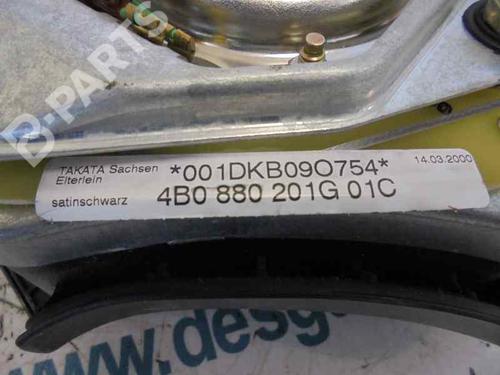 B-PARTS
TAKATA Sachsen
Elterlein
*001DKB09O754*
14.03.2000
satinschwarz
4B0 880 201G 01C
www.desg